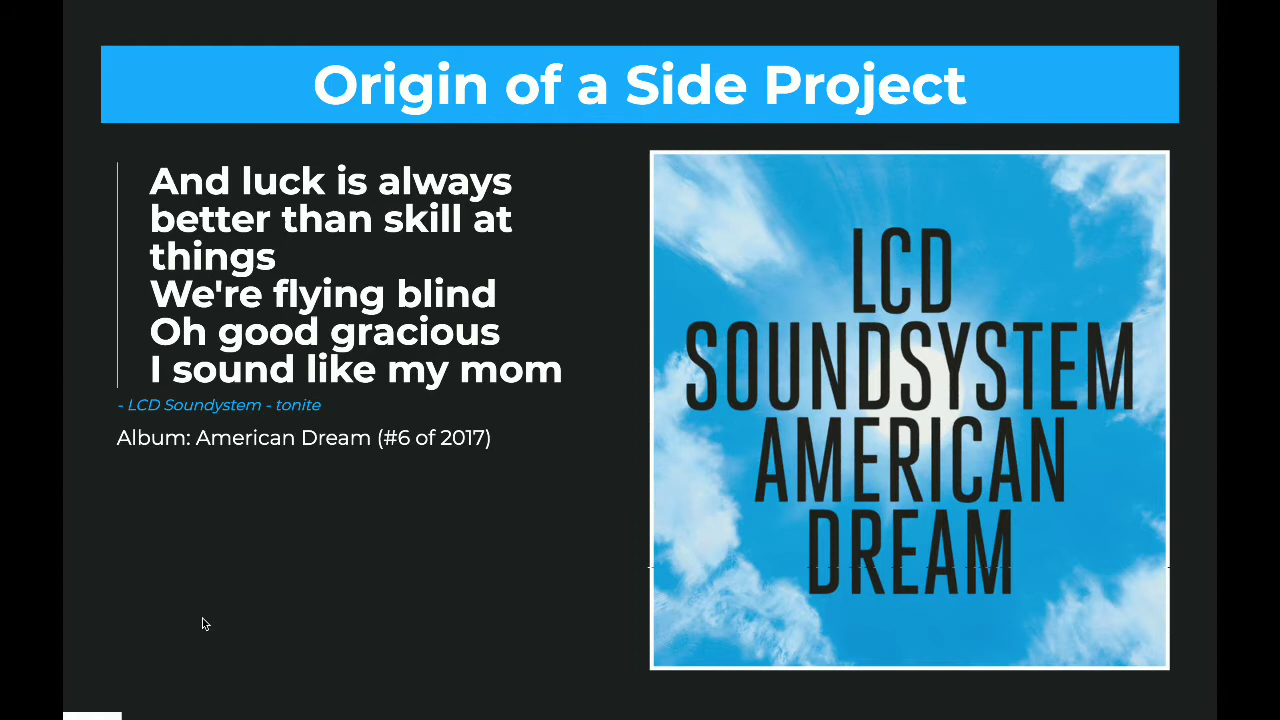 Origin of a Side Project
And luck is always
better than skill at
things
We're flying blind
Oh good gracious
I sound like my mom
- LCD Soundystem - tonite
Album: American Dream (#6 of 2017)
LCD
SOUNDSYSTEM
AMERICAN
DREAM